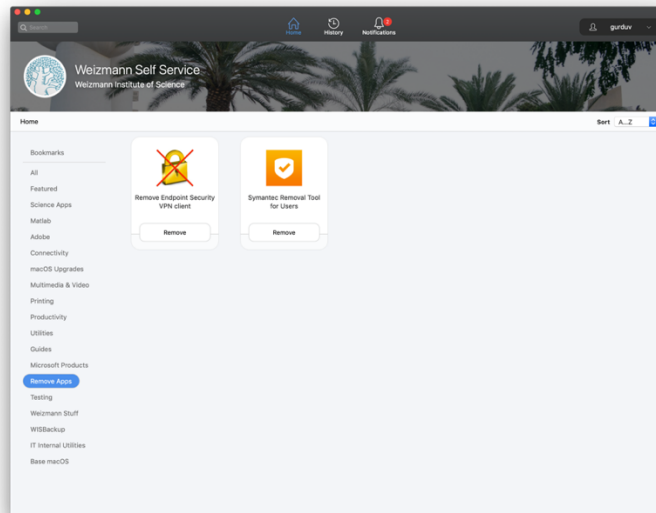 Search
Home
History
Notifications
2
gurduv
Weizmann Self Service
Weizmann Institute of Science
Home
Sort
A...Z
Bookmarks
All
Featured
Science Apps
Matlab
Adobe
Connectivity
macOS Upgrades
Multimedia & Video
Printing
Productivity
Utilities
Guides
Microsoft Products
Remove Apps
Testing
Weizmann Stuff
WISBackup
IT Internal Utilities
Base macOS
Remove Endpoint Security
VPN client
Remove
Symantec Removal Tool
for Users
Remove